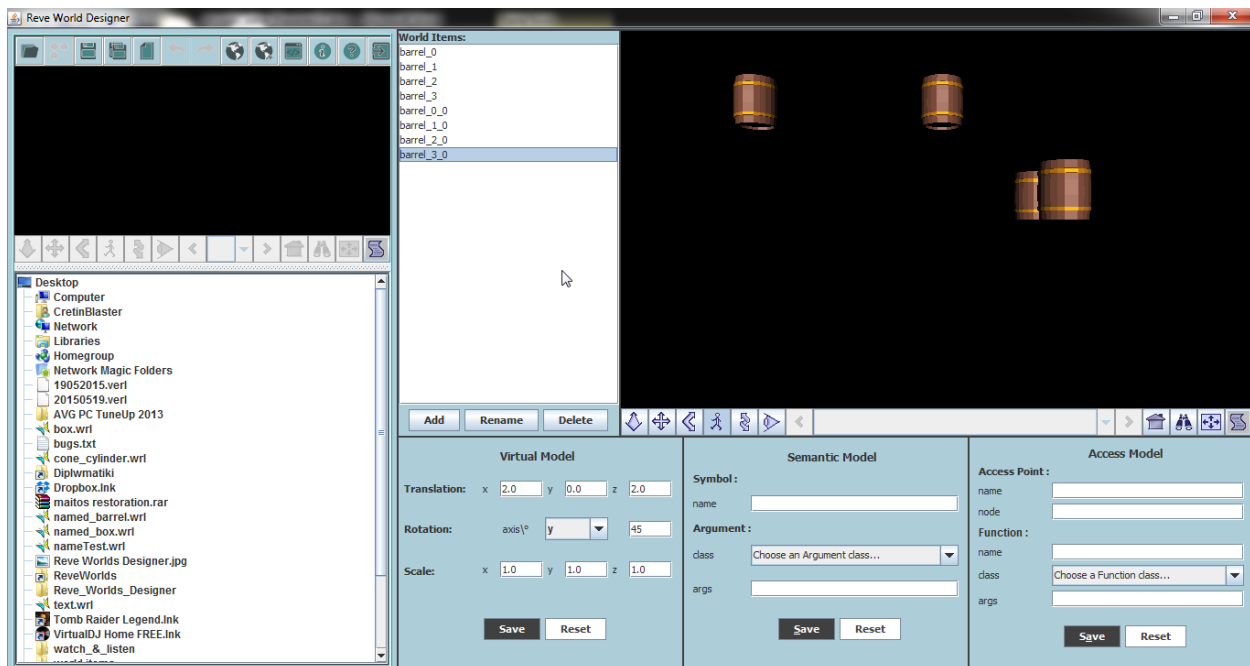 Reve World Designer
World Items:
barrel_0
barrel_1
barrel_2
barrel_3
barrel_0_0
barrel_1_0
barrel_2_0
barrel_3_0
Add Rename Delete
Desktop
Computer
CretinBlaster
Network
Libraries
Homegroup
Network Magic Folders
19052015.verl
20150519.verl
AVG PC TuneUp 2013
box.wrl
bugs.txt
cone_cylinder.wrl
Diplwmatiki
Dropbox.lnk
maitos restoration.rar
named_barrel.wrl
named_box.wrl
nameTest.wrl
Reve Worlds Designer.jpg
ReveWorlds
Reve_Worlds_Designer
text.wrl
Tomb Raider Legend.lnk
VirtualDJ Home FREE.lnk
watch_&_listen
Virtual Model
Translation: x 2.0 y 0.0 z 2.0
Rotation: axis\° y 45
Scale: x 1.0 y 1.0 z 1.0
Save Reset
Semantic Model
Symbol :
name
Argument :
class Choose an Argument class...
args
Save Reset
Access Model
Access Point :
name
node
Function :
name
class Choose a Function class...
args
Save Reset